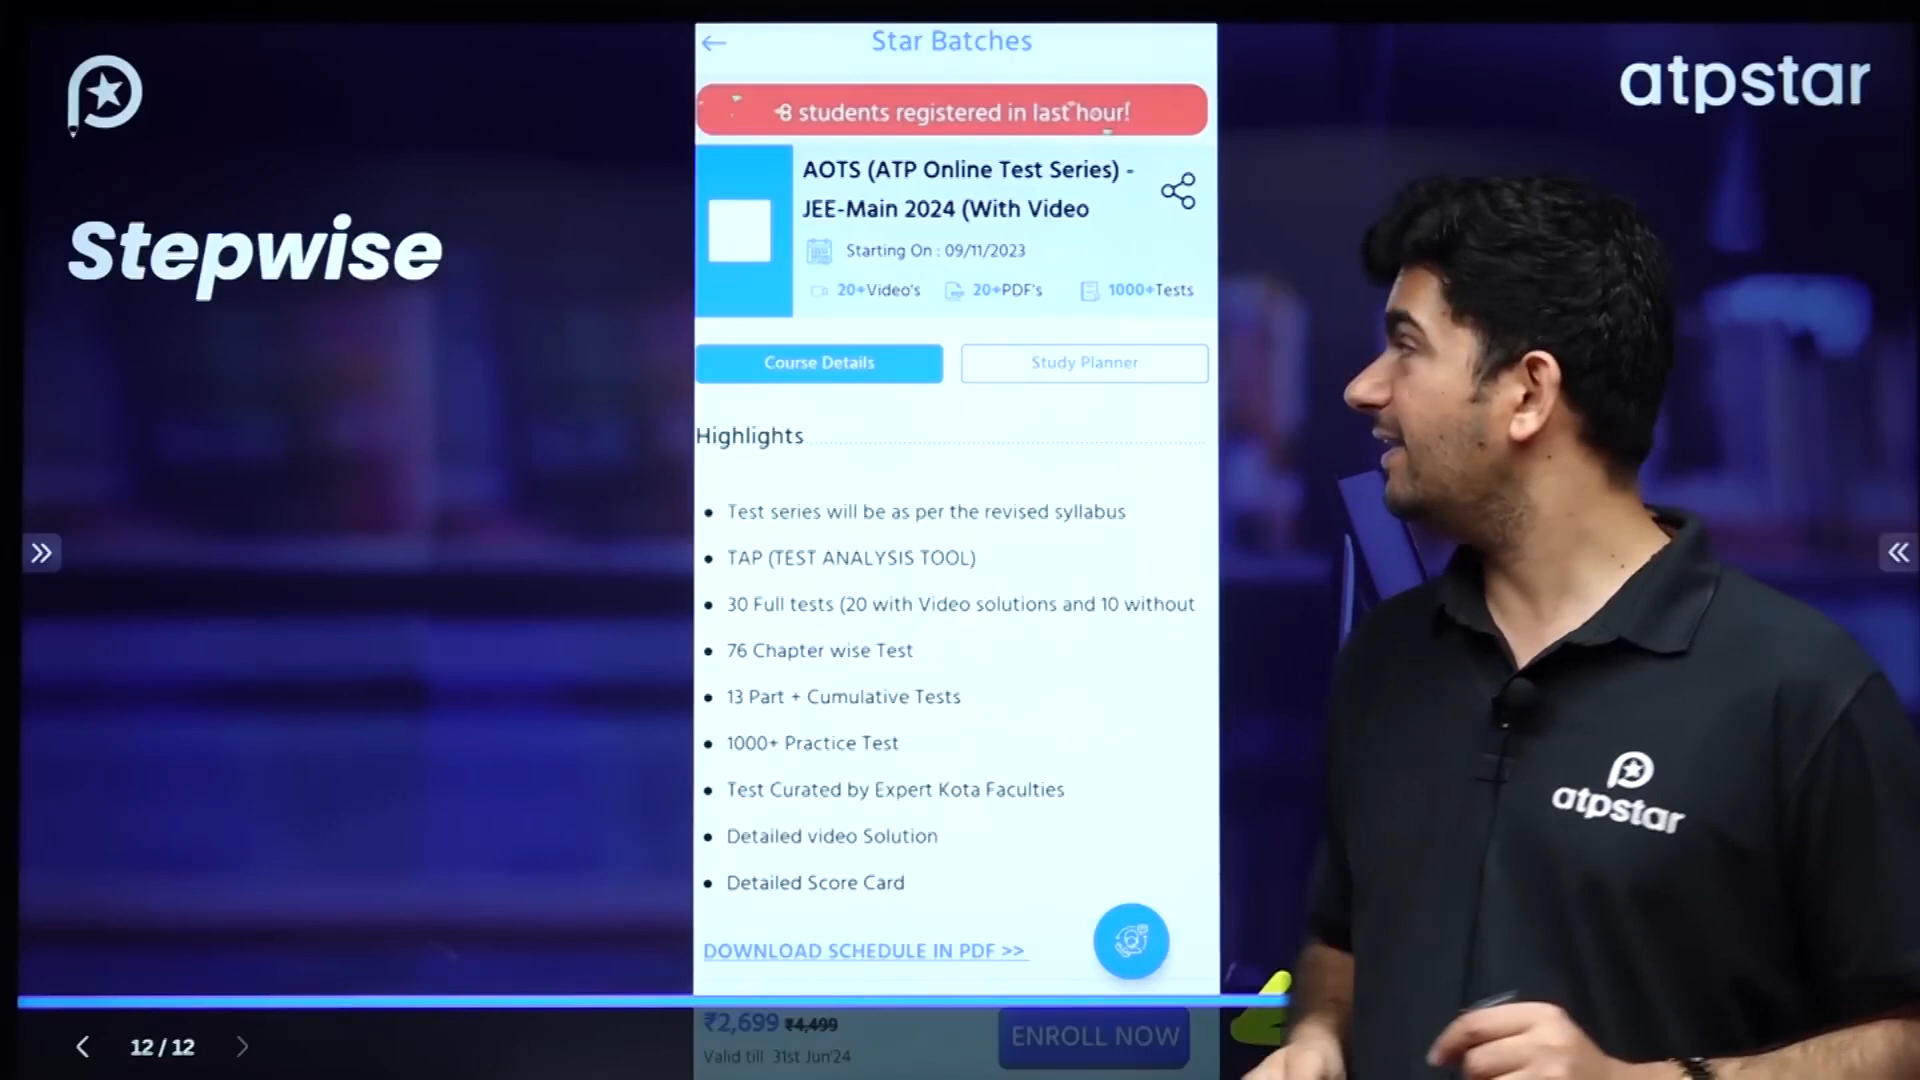 atpstar
Stepwise
Star Batches
8 students registered in last hour!
AOTS (ATP Online Test Series) -
JEE-Main 2024 (With Video
Starting On : 09/11/2023
20+Video's 20+PDF's 1000+Tests
Course Details Study Planner
Highlights
• Test series will be as per the revised syllabus
• TAP (TEST ANALYSIS TOOL)
• 30 Full tests (20 with Video solutions and 10 without
• 76 Chapter wise Test
• 13 Part + Cumulative Tests
• 1000+ Practice Test
• Test Curated by Expert Kota Faculties
• Detailed video Solution
• Detailed Score Card
DOWNLOAD SCHEDULE IN PDF >>
₹2,699 ₹4,499
Valid till 31st Jun'24
ENROLL NOW
12 / 12
atpstar